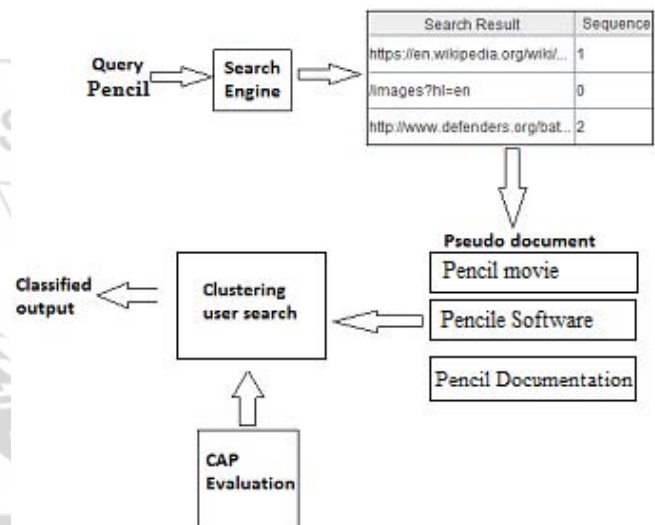 Query
Pencil
Search
Engine
Search Result Sequence
https://en.wikipedia.org/wiki/... 1
/images?hl=en 0
http://www.defenders.org/bat... 2
Pseudo document
Pencil movie
Pencile Software
Pencil Documentation
Clustering
user search
Classified
output
CAP
Evaluation